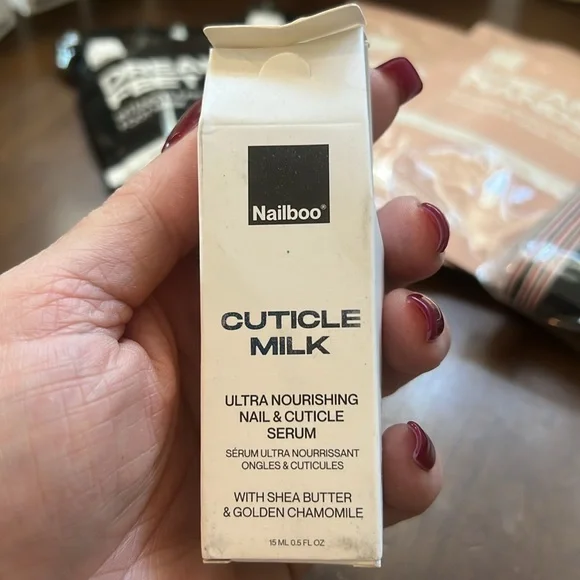 Nailboo®
CUTICLE
MILK
ULTRA NOURISHING
NAIL & CUTICLE
SERUM
SÉRUM ULTRA NOURRISSANT
ONGLES & CUTICULES
WITH SHEA BUTTER
& GOLDEN CHAMOMILE
15 ML 0.5 FL OZ